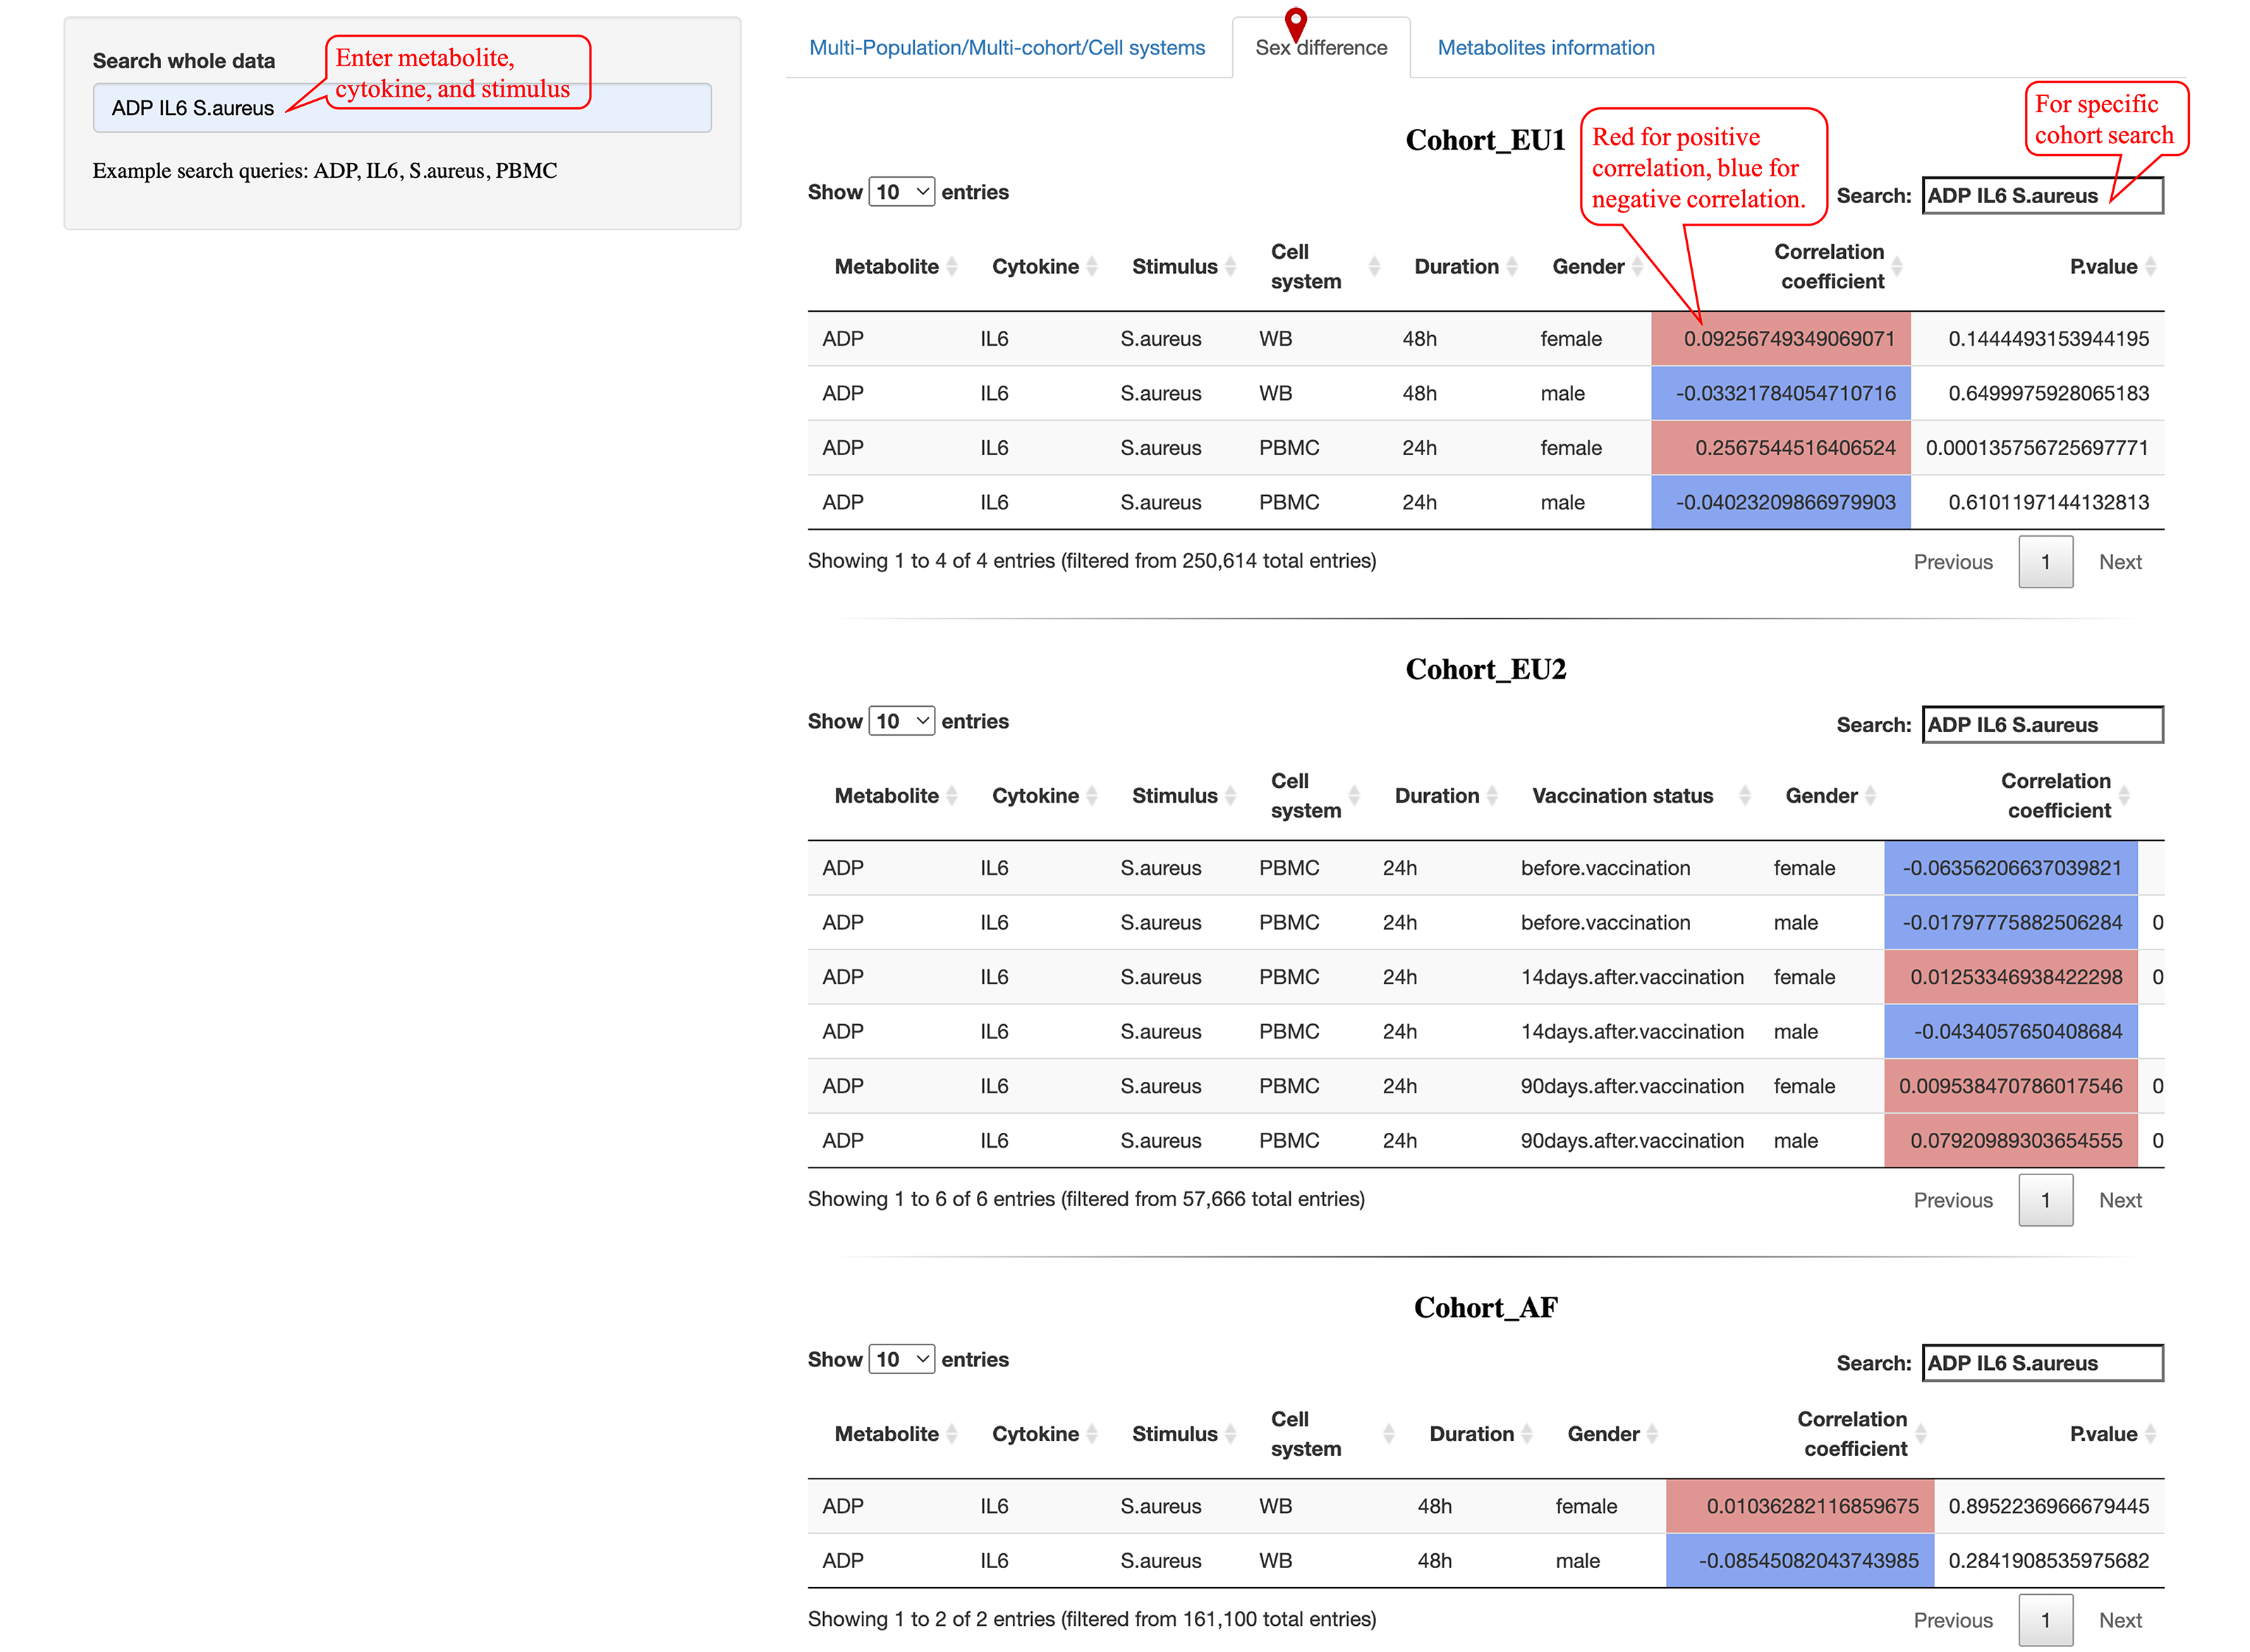 Search whole data
Enter metabolite,
cytokine, and stimulus
ADP IL6 S.aureus
Example search queries: ADP, IL6, S.aureus, PBMC
Multi-Population/Multi-cohort/Cell systems Sex difference Metabolites information
For specific
cohort search
Cohort_EU1
Red for positive
correlation, blue for
negative correlation.
Show 10 entries Search: ADP IL6 S.aureus
Metabolite Cytokine Stimulus Cell system Duration Gender Correlation coefficient P.value
ADP IL6 S.aureus WB 48h female 0.09256749349069071 0.1444493153944195
ADP IL6 S.aureus WB 48h male -0.03321784054710716 0.6499975928065183
ADP IL6 S.aureus PBMC 24h female 0.2567544516406524 0.000135756725697771
ADP IL6 S.aureus PBMC 24h male -0.04023209866979903 0.6101197144132813
Showing 1 to 4 of 4 entries (filtered from 250,614 total entries) Previous 1 Next
Cohort_EU2
Show 10 entries Search: ADP IL6 S.aureus
Metabolite Cytokine Stimulus Cell system Duration Vaccination status Gender Correlation coefficient
ADP IL6 S.aureus PBMC 24h before.vaccination female -0.06356206637039821
ADP IL6 S.aureus PBMC 24h before.vaccination male -0.01797775882506284 0
ADP IL6 S.aureus PBMC 24h 14days.after.vaccination female 0.01253346938422298 0
ADP IL6 S.aureus PBMC 24h 14days.after.vaccination male -0.0434057650408684
ADP IL6 S.aureus PBMC 24h 90days.after.vaccination female 0.009538470786017546 0
ADP IL6 S.aureus PBMC 24h 90days.after.vaccination male 0.07920989303654555 0
Showing 1 to 6 of 6 entries (filtered from 57,666 total entries) Previous 1 Next
Cohort_AF
Show 10 entries Search: ADP IL6 S.aureus
Metabolite Cytokine Stimulus Cell system Duration Gender Correlation coefficient P.value
ADP IL6 S.aureus WB 48h female 0.01036282116859675 0.8952236966679445
ADP IL6 S.aureus WB 48h male -0.08545082043743985 0.2841908535975682
Showing 1 to 2 of 2 entries (filtered from 161,100 total entries) Previous 1 Next